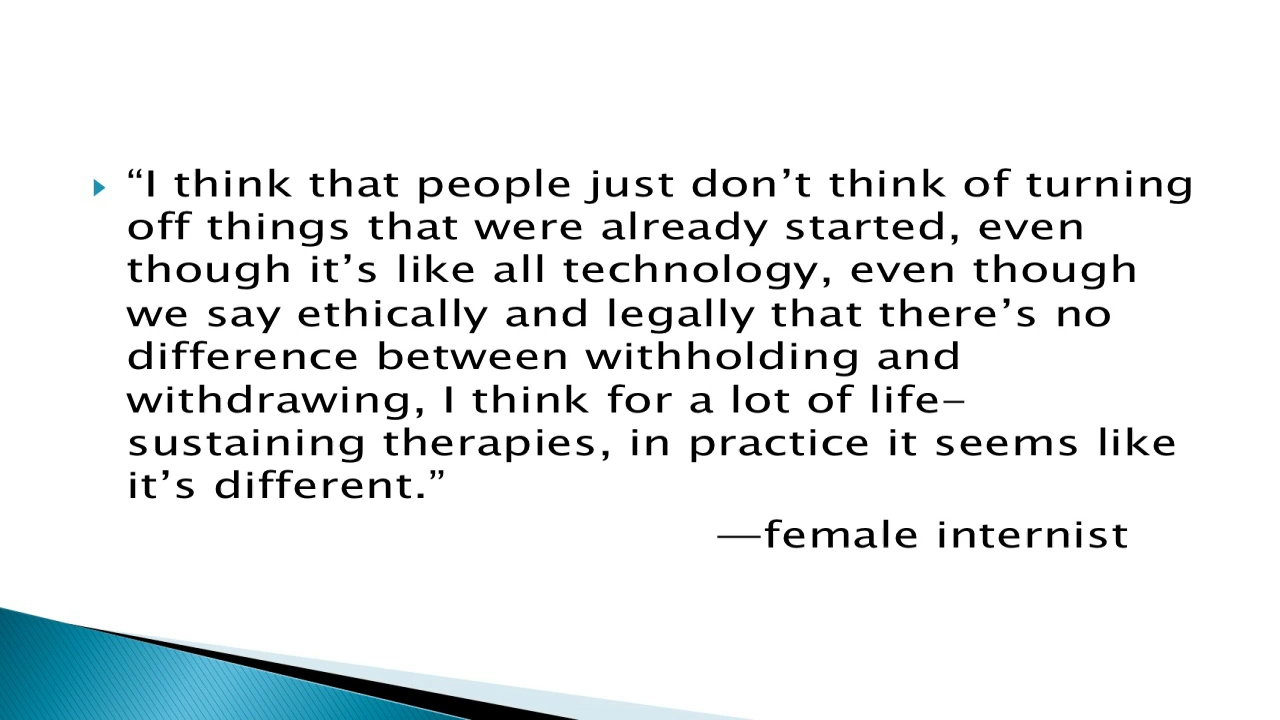 “I think that people just don’t think of turning
off things that were already started, even
though it’s like all technology, even though
we say ethically and legally that there’s no
difference between withholding and
withdrawing, I think for a lot of life–
sustaining therapies, in practice it seems like
it’s different.”
—female internist